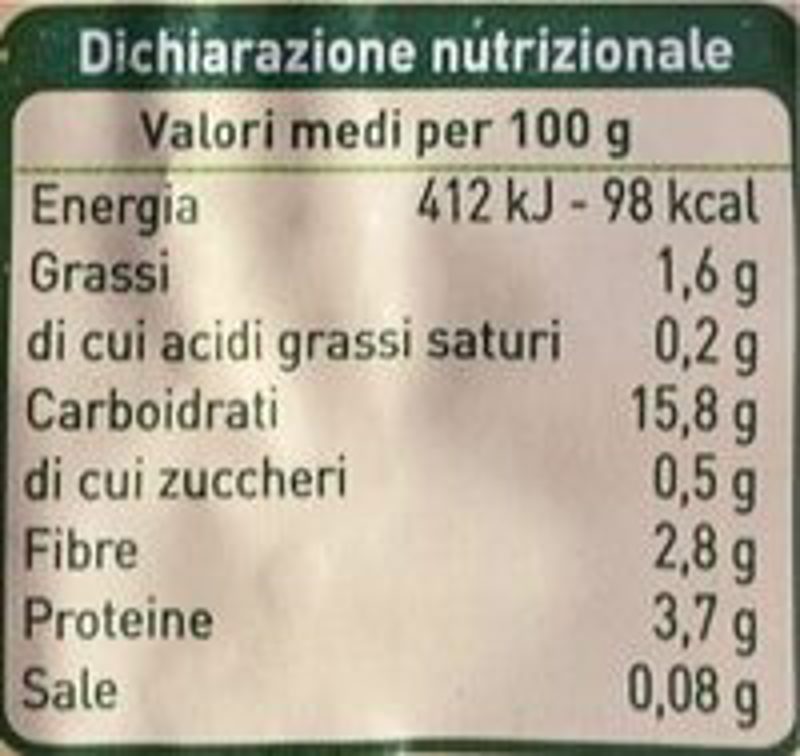 Dichiarazione nutrizionale
Valori medi per 100 g
Energia 412 kJ - 98 kcal
Grassi 1,6 g
di cui acidi grassi saturi 0,2 g
Carboidrati 15,8 g
di cui zuccheri 0,5 g
Fibre 2,8 g
Proteine 3,7 g
Sale 0,08 g